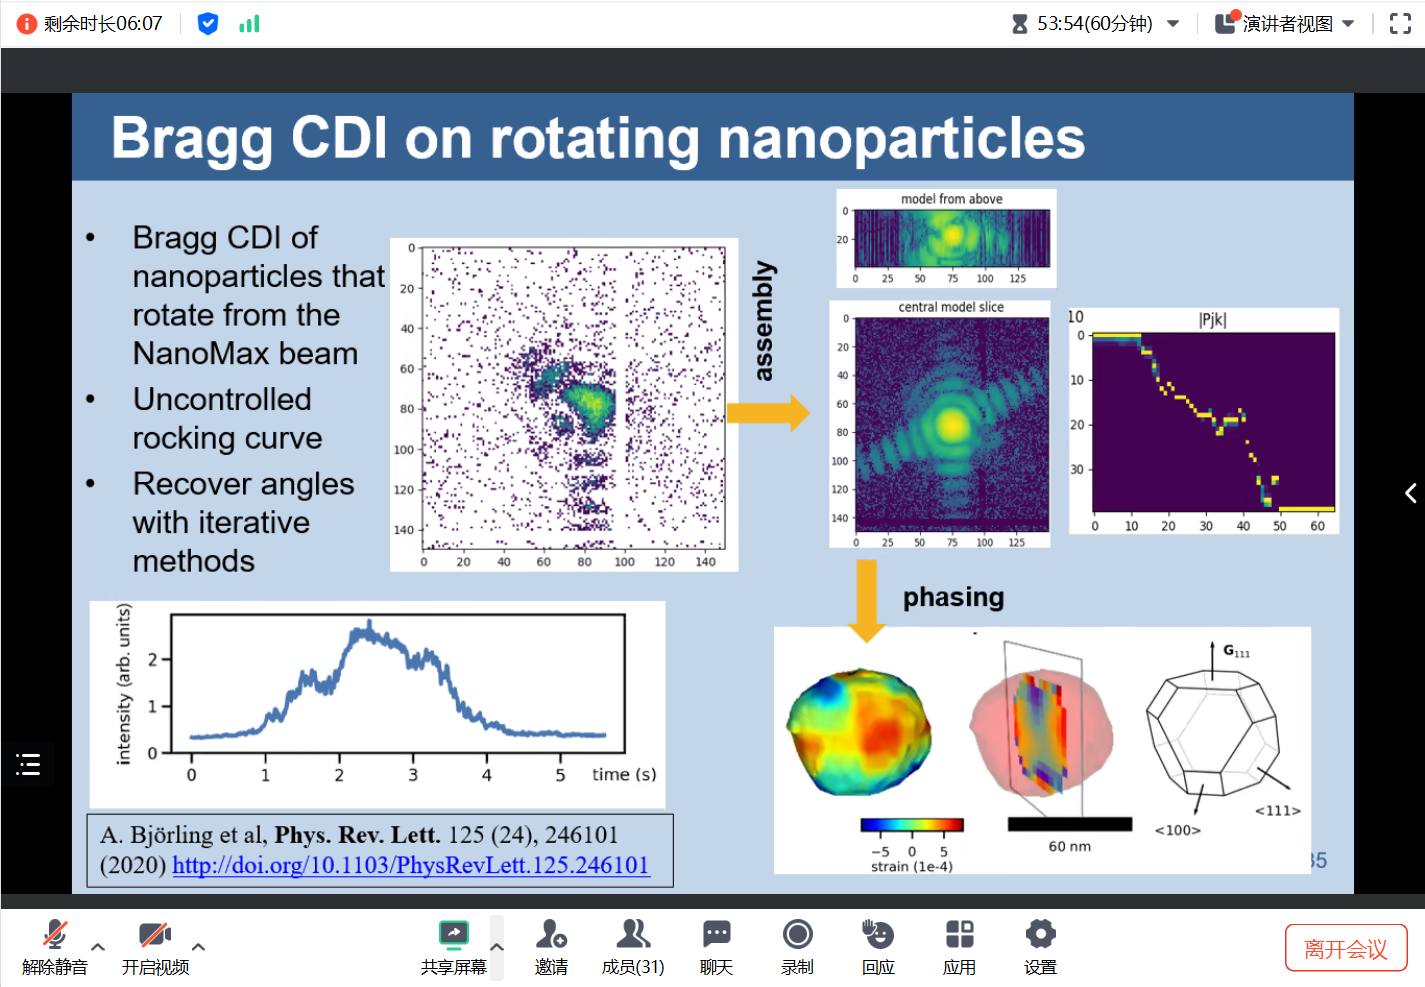 剩余时长06:07
53:54(60分钟)
演讲者视图
Bragg CDI on rotating nanoparticles
• Bragg CDI of
nanoparticles that
rotate from the
NanoMax beam
• Uncontrolled
rocking curve
• Recover angles
with iterative
methods
0
20
40
60
80
100
120
140
0 20 40 60 80 100 120 140
assembly
model from above
0
20
0 25 50 75 100 125
central model slice
0
20
40
60
80
100
120
140
0 25 50 75 100 125
10
|Pjk|
0
10
20
30
0 10 20 30 40 50 60
phasing
intensity (arb. units)
2
1
0
0 1 2 3 4 5 time (s)
G111
<111>
<100>
−5 0 5
strain (1e-4)
60 nm
A. Björling et al, Phys. Rev. Lett. 125 (24), 246101
(2020) http://doi.org/10.1103/PhysRevLett.125.246101
35
解除静音
开启视频
共享屏幕
邀请
成员(31)
聊天
录制
回应
应用
设置
离开会议